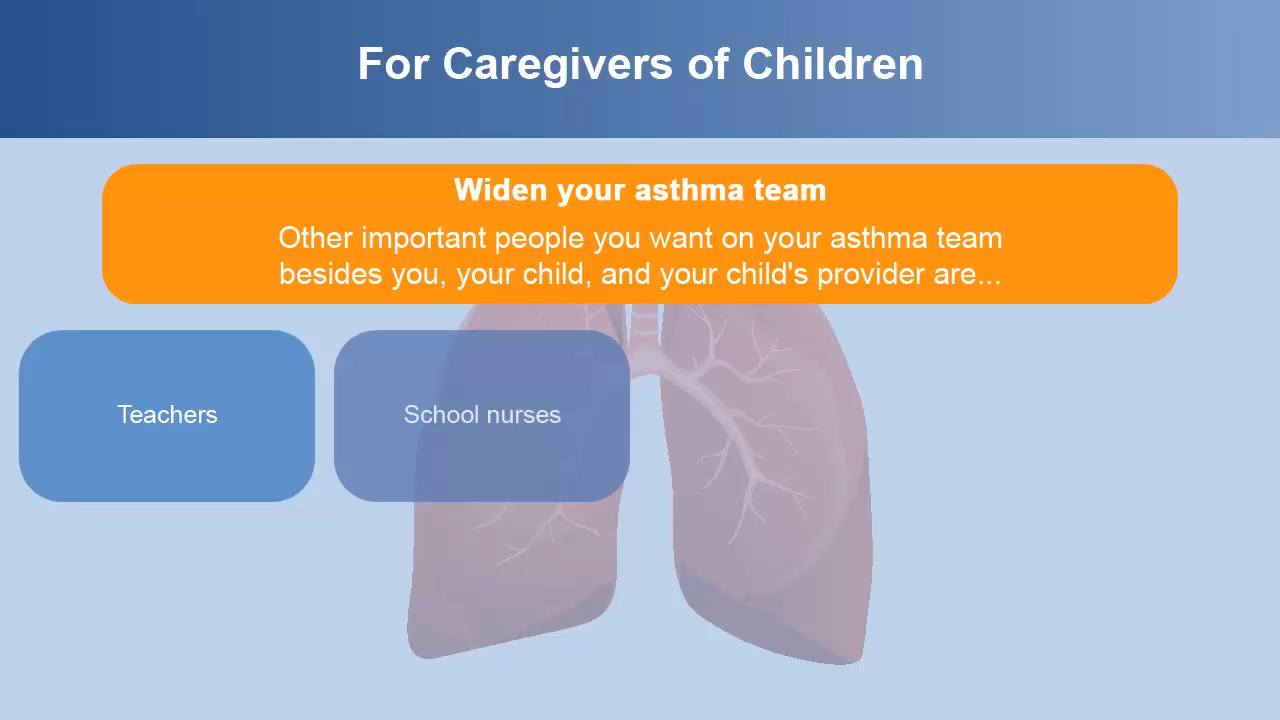 For Caregivers of Children
Widen your asthma team
Other important people you want on your asthma team
besides you, your child, and your child's provider are...
Teachers
School nurses